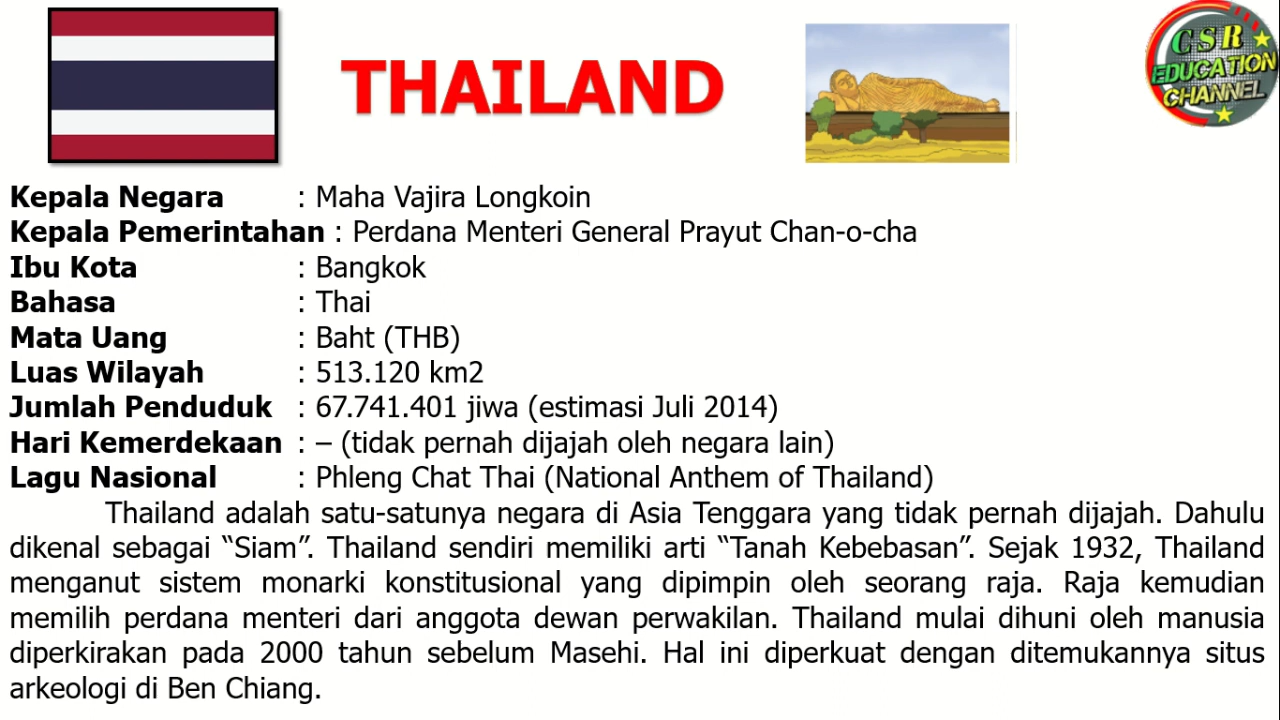 THAILAND
CSR
EDUCATION
CHANNEL
Kepala Negara : Maha Vajira Longkoin
Kepala Pemerintahan : Perdana Menteri General Prayut Chan-o-cha
Ibu Kota : Bangkok
Bahasa : Thai
Mata Uang : Baht (THB)
Luas Wilayah : 513.120 km2
Jumlah Penduduk : 67.741.401 jiwa (estimasi Juli 2014)
Hari Kemerdekaan : – (tidak pernah dijajah oleh negara lain)
Lagu Nasional : Phleng Chat Thai (National Anthem of Thailand)
Thailand adalah satu-satunya negara di Asia Tenggara yang tidak pernah dijajah. Dahulu
dikenal sebagai “Siam”. Thailand sendiri memiliki arti “Tanah Kebebasan”. Sejak 1932, Thailand
menganut sistem monarki konstitusional yang dipimpin oleh seorang raja. Raja kemudian
memilih perdana menteri dari anggota dewan perwakilan. Thailand mulai dihuni oleh manusia
diperkirakan pada 2000 tahun sebelum Masehi. Hal ini diperkuat dengan ditemukannya situs
arkeologi di Ben Chiang.